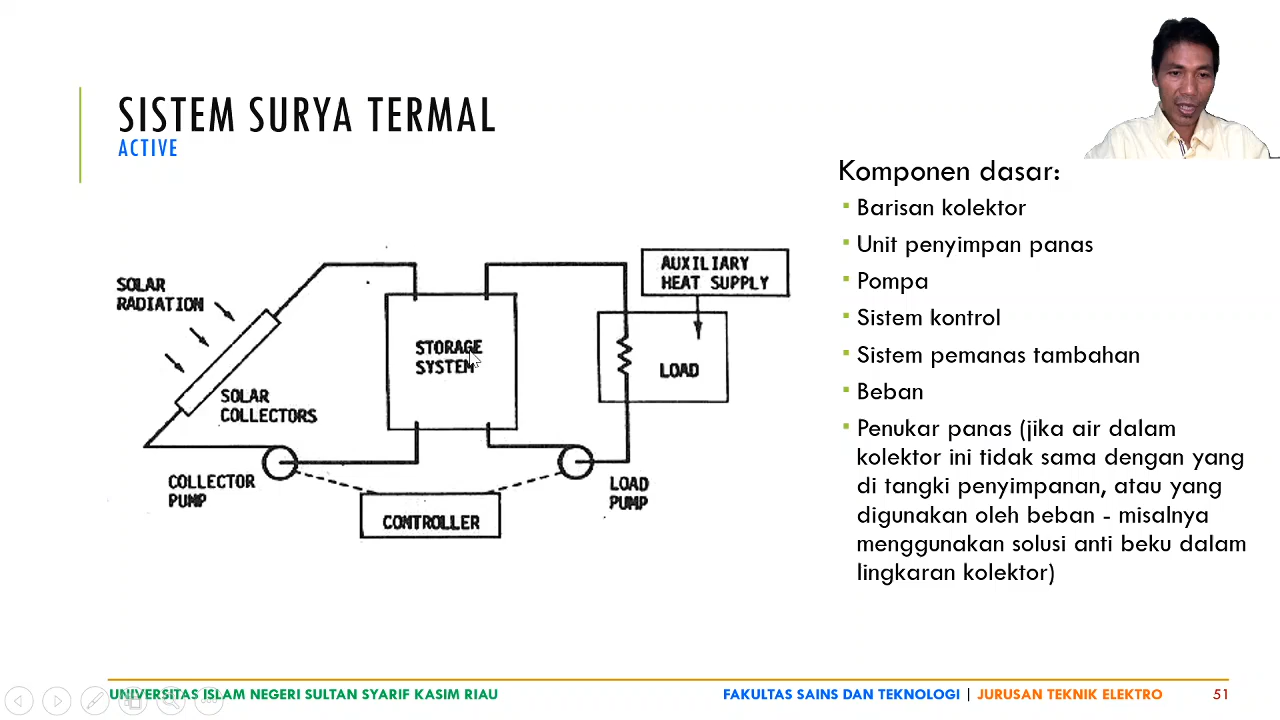 SISTEM SURYA TERMAL
ACTIVE
SOLAR
RADIATION
SOLAR
COLLECTORS
COLLECTOR
PUMP
STORAGE
SYSTEM
CONTROLLER
AUXILIARY
HEAT SUPPLY
LOAD
LOAD
PUMP
Komponen dasar:
Barisan kolektor
Unit penyimpan panas
Pompa
Sistem kontrol
Sistem pemanas tambahan
Beban
Penukar panas (jika air dalam
kolektor ini tidak sama dengan yang
di tangki penyimpanan, atau yang
digunakan oleh beban - misalnya
menggunakan solusi anti beku dalam
lingkaran kolektor)
UNIVERSITAS ISLAM NEGERI SULTAN SYARIF KASIM RIAU
FAKULTAS SAINS DAN TEKNOLOGI | JURUSAN TEKNIK ELEKTRO
51